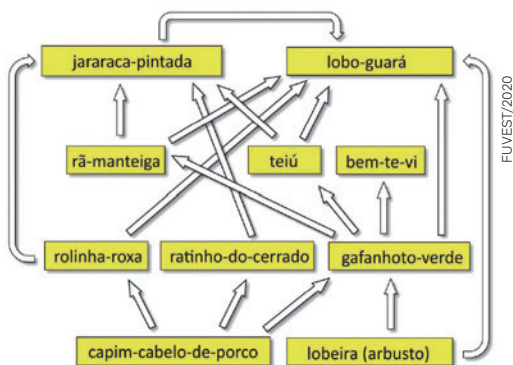 jararaca-pintada lobo-guará
rã-manteiga teiú bem-te-vi
rolinha-roxa ratinho-do-cerrado gafanhoto-verde
capim-cabelo-de-porco lobeira (arbusto)
FUVEST/2020